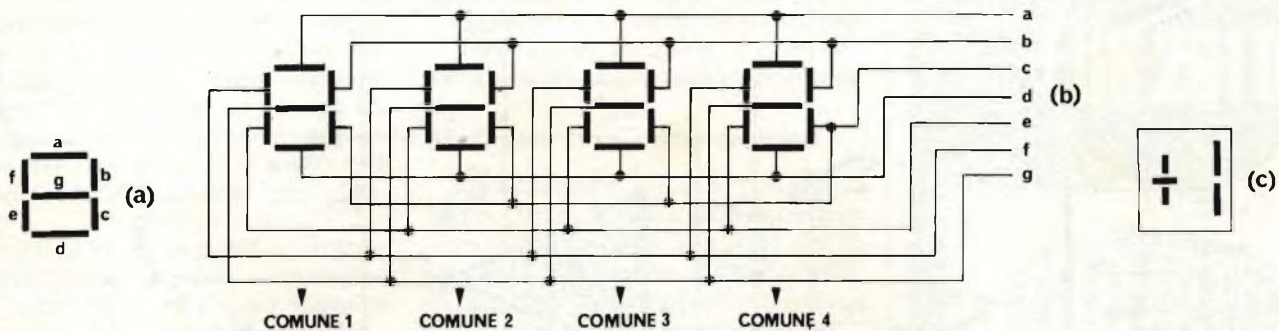 a
b
c
d (b)
e
f
g
a
f g b (a)
e c
d
(c)
COMUNE 1 COMUNE 2 COMUNE 3 COMUNE 4